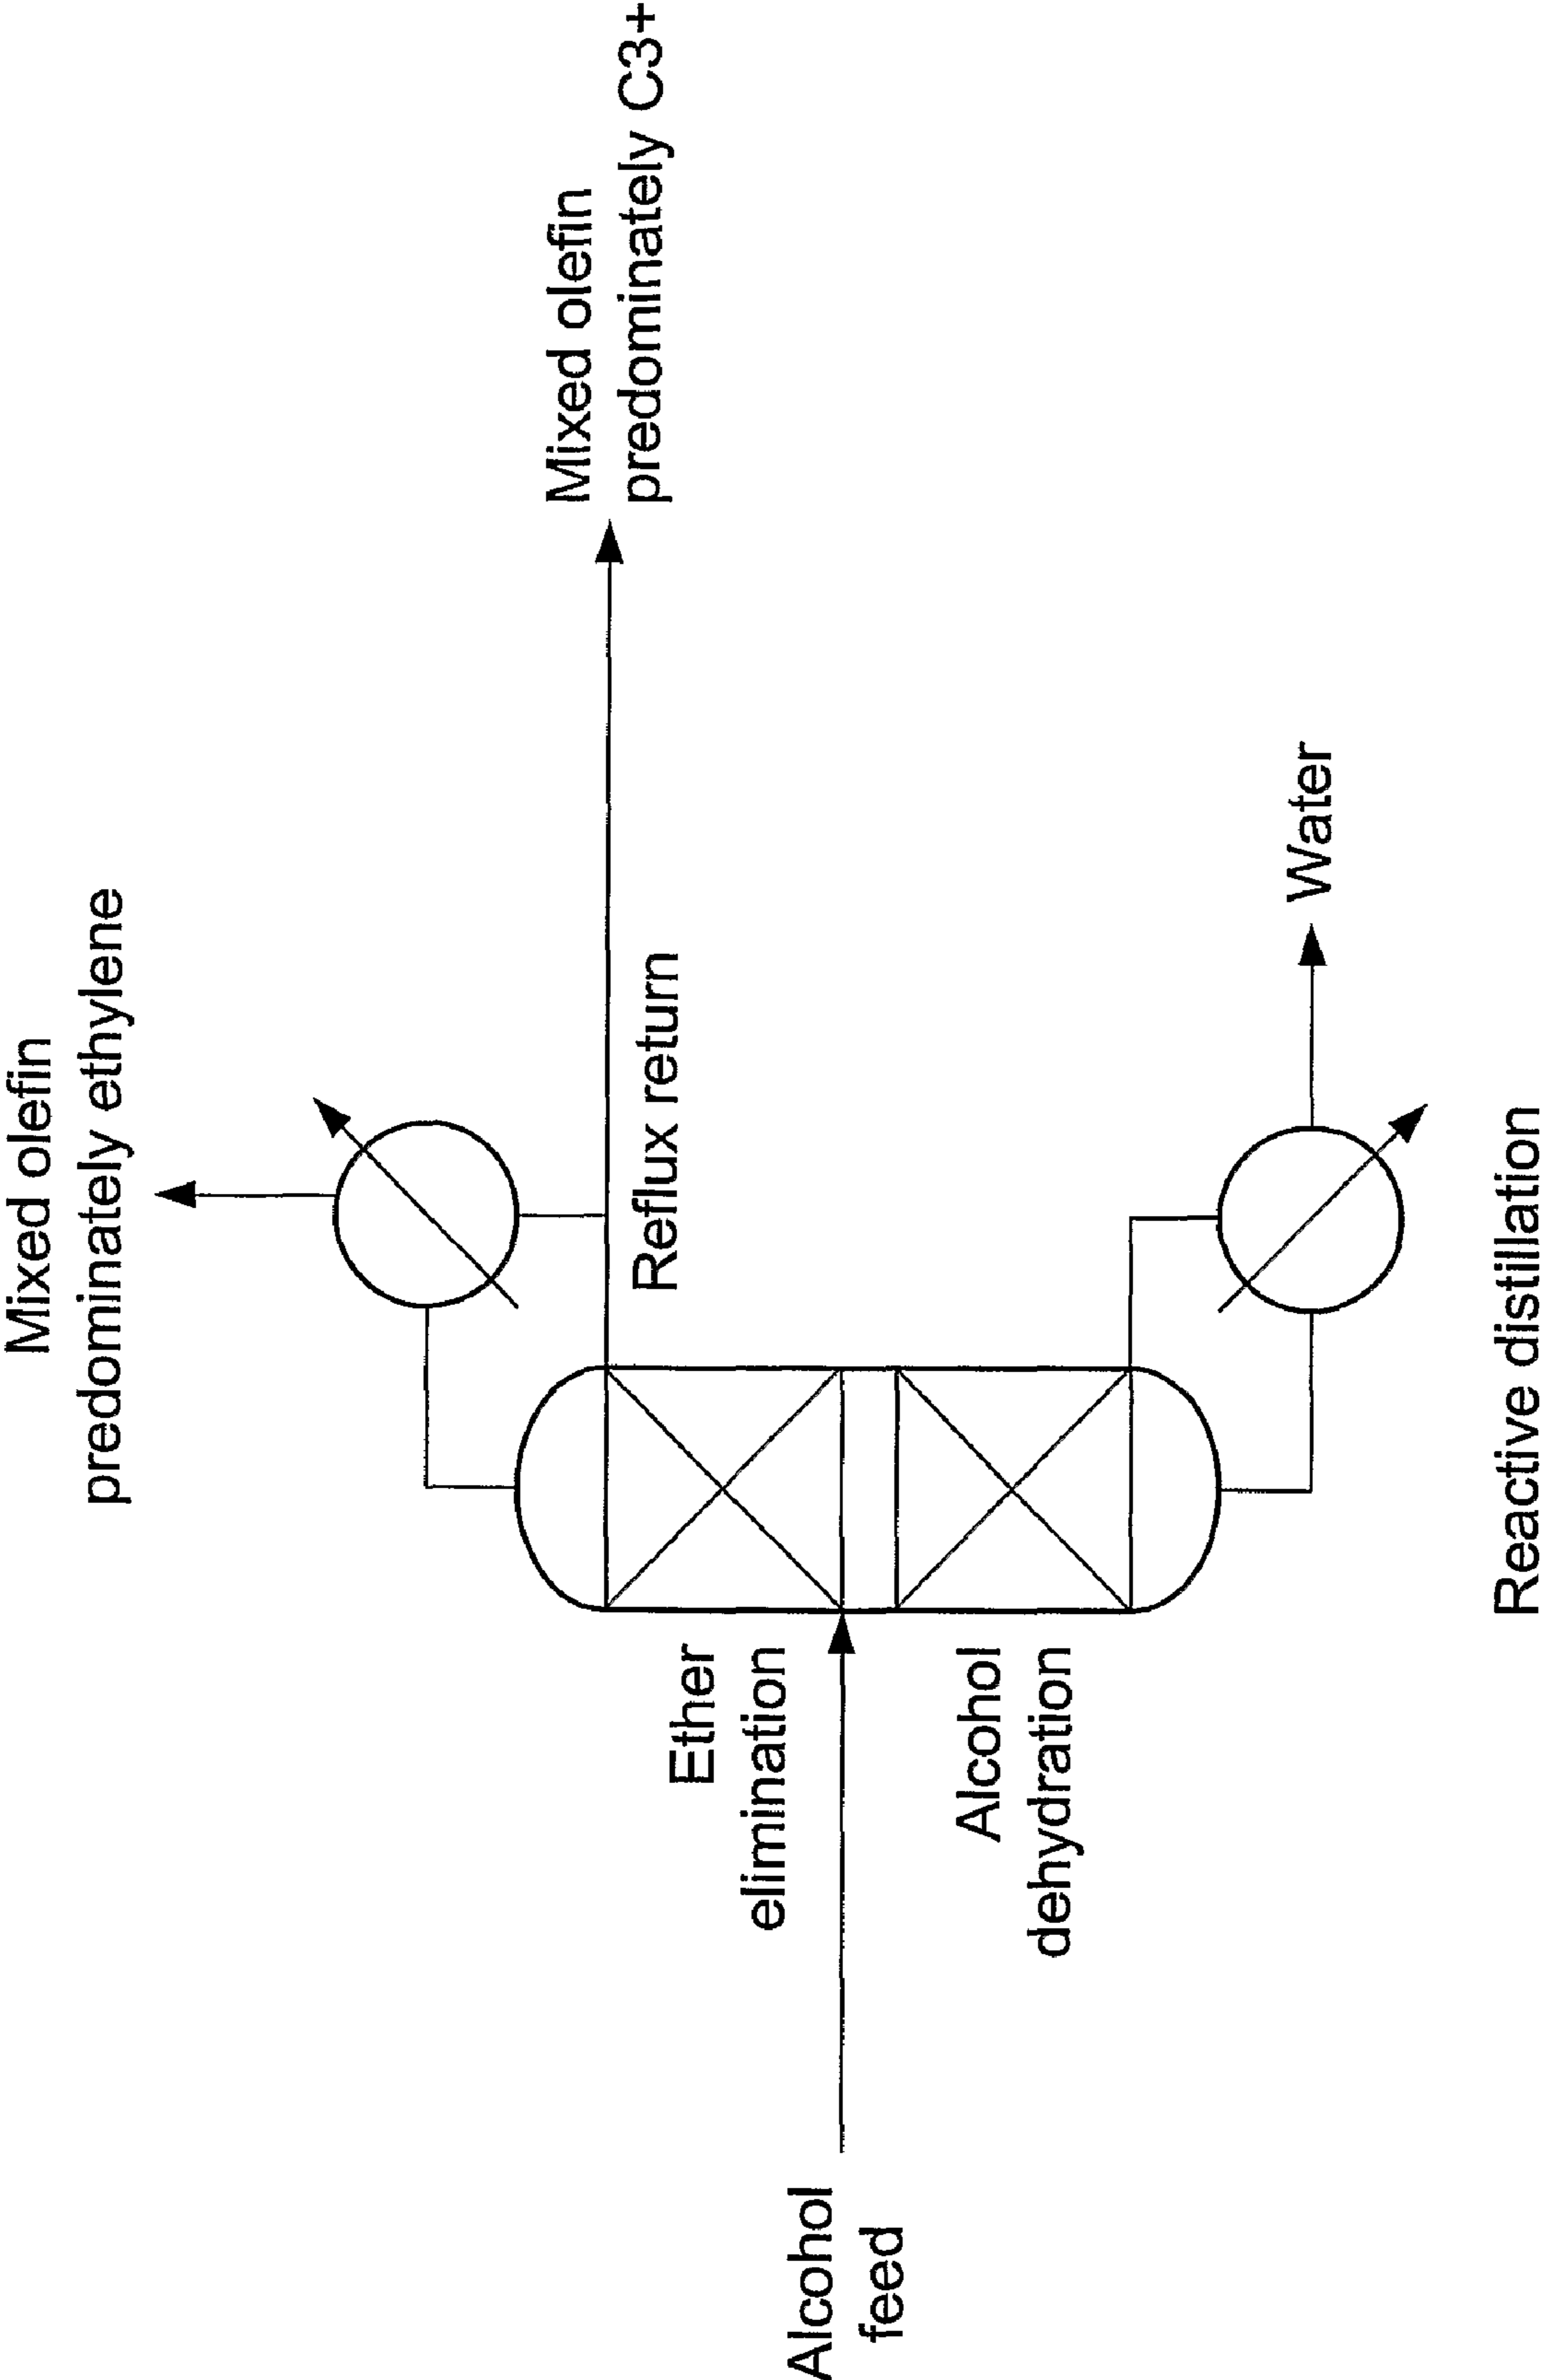 Mixed olefin
predominately ethylene
Mixed olefin
predominately C3+
Reflux return
Ether
elimination
Alcohol
feed
Alcohol
dehydration
Water
Reactive distillation